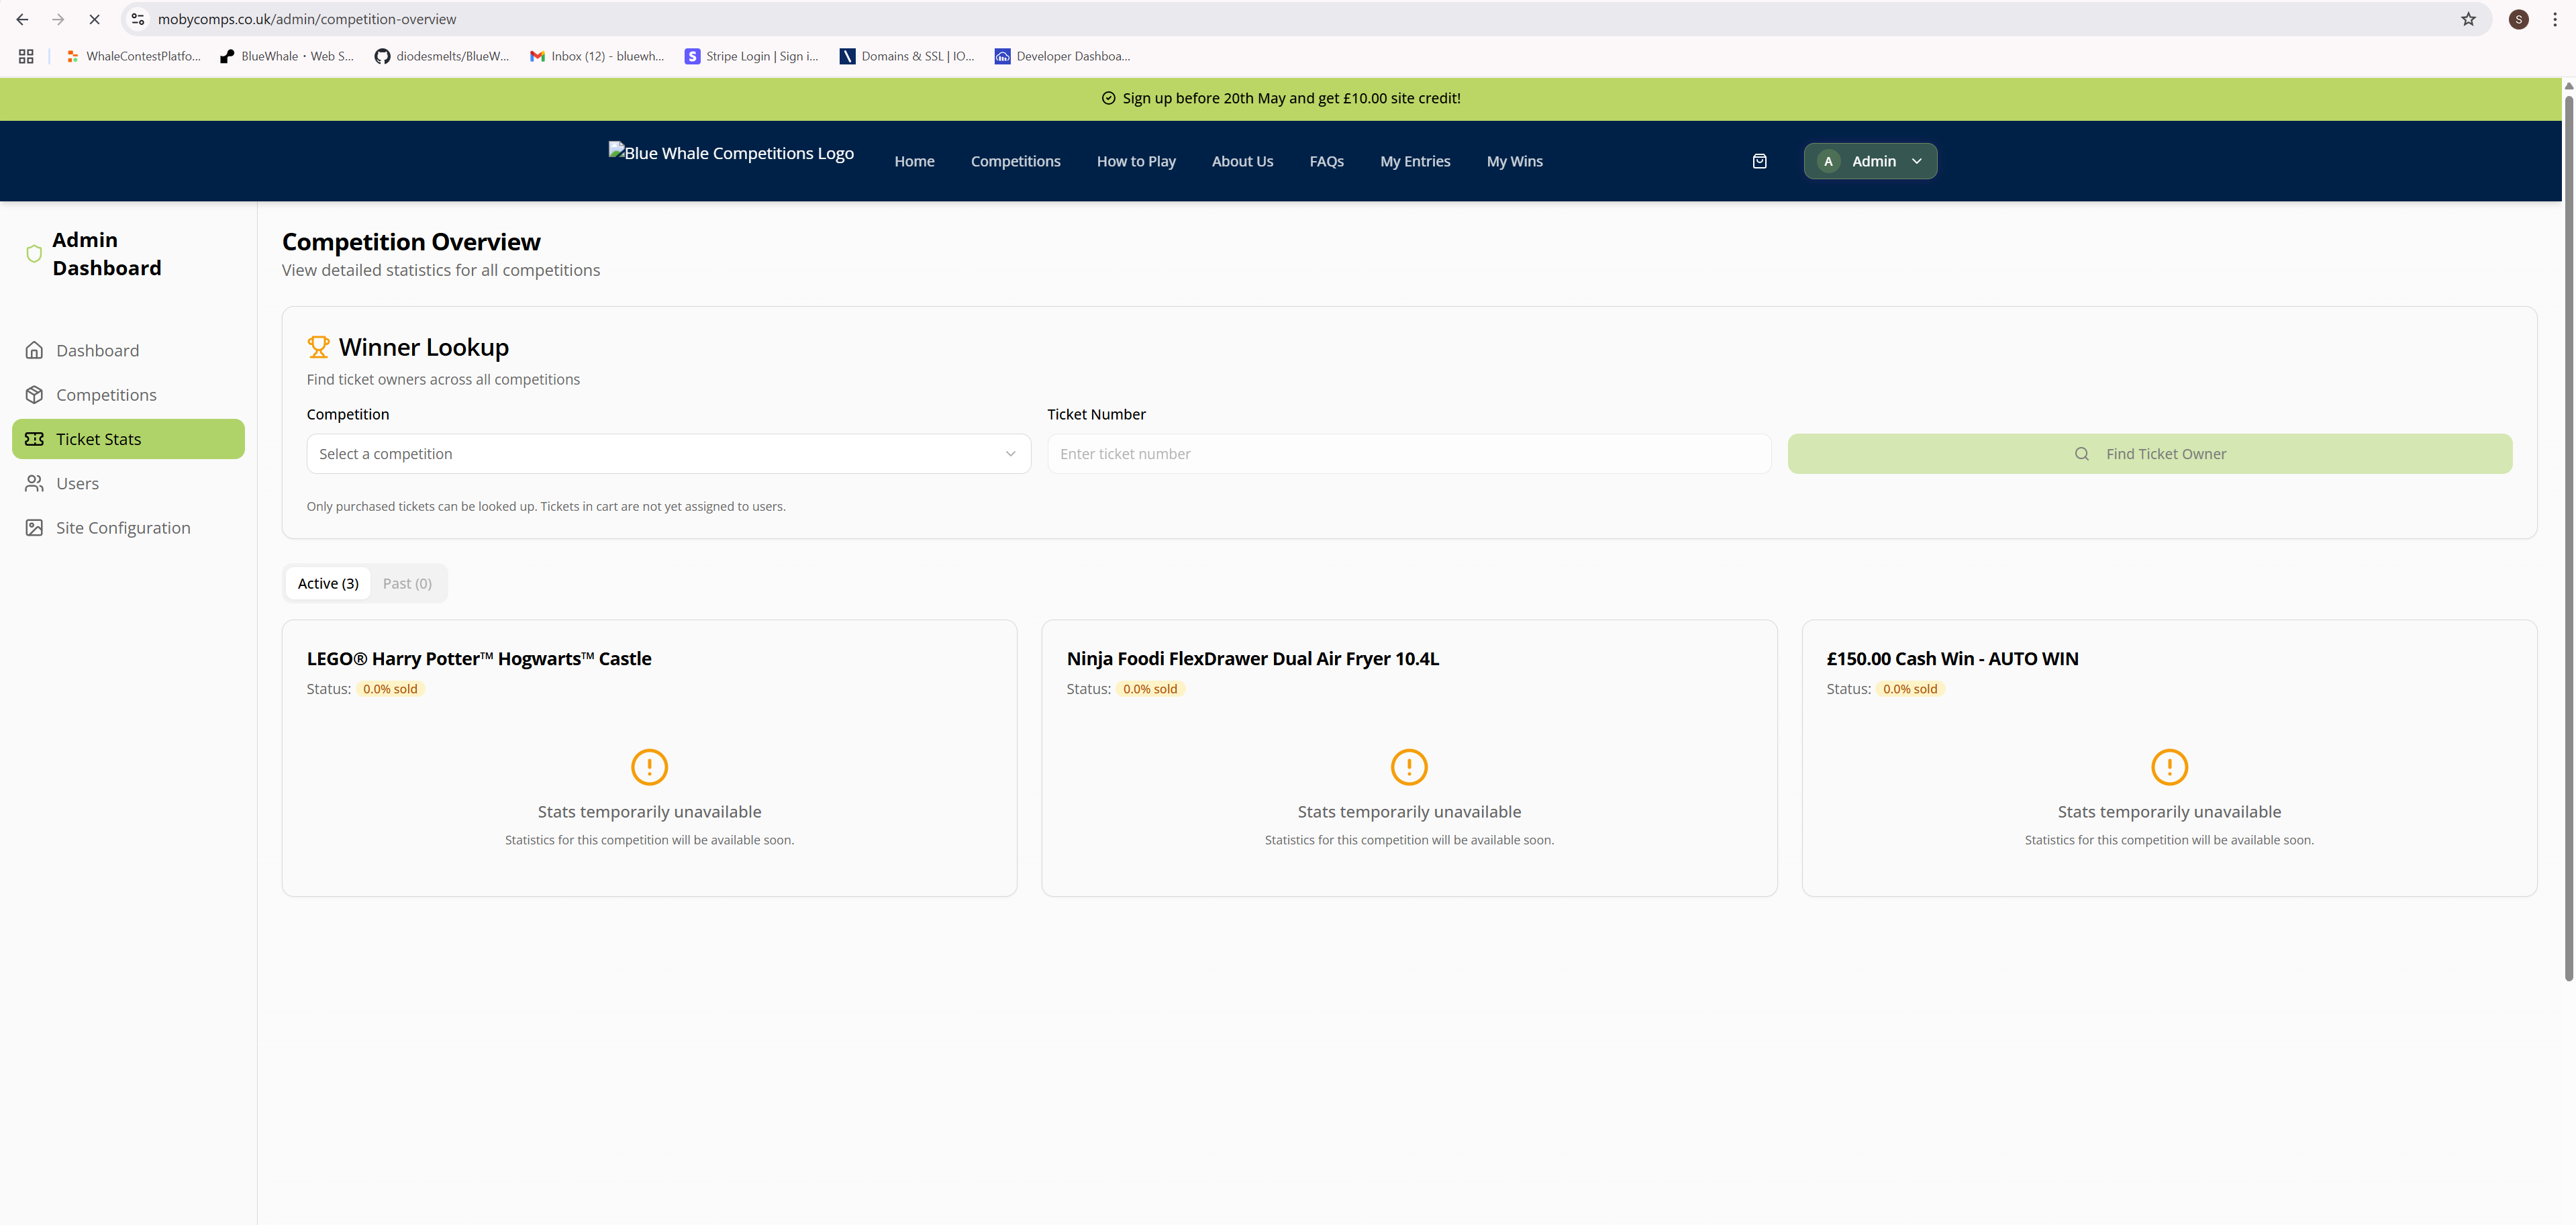 mobycomps.co.uk/admin/competition-overview
S
WhaleContestPlatfo...
BlueWhale · Web S...
diodesmelts/BlueW...
Inbox (12) - bluewh...
S
Stripe Login | Sign i...
Domains & SSL | IO...
Developer Dashboa...
Sign up before 20th May and get £10.00 site credit!
Blue Whale Competitions Logo
Home
Competitions
How to Play
About Us
FAQs
My Entries
My Wins
A
Admin
Admin
Dashboard
Dashboard
Competitions
Ticket Stats
Users
Site Configuration
Competition Overview
View detailed statistics for all competitions
Winner Lookup
Find ticket owners across all competitions
Competition
Select a competition
Ticket Number
Enter ticket number
Find Ticket Owner
Only purchased tickets can be looked up. Tickets in cart are not yet assigned to users.
Active (3)
Past (0)
LEGO® Harry Potter™ Hogwarts™ Castle
Status: 0.0% sold
Stats temporarily unavailable
Statistics for this competition will be available soon.
Ninja Foodi FlexDrawer Dual Air Fryer 10.4L
Status: 0.0% sold
Stats temporarily unavailable
Statistics for this competition will be available soon.
£150.00 Cash Win - AUTO WIN
Status: 0.0% sold
Stats temporarily unavailable
Statistics for this competition will be available soon.